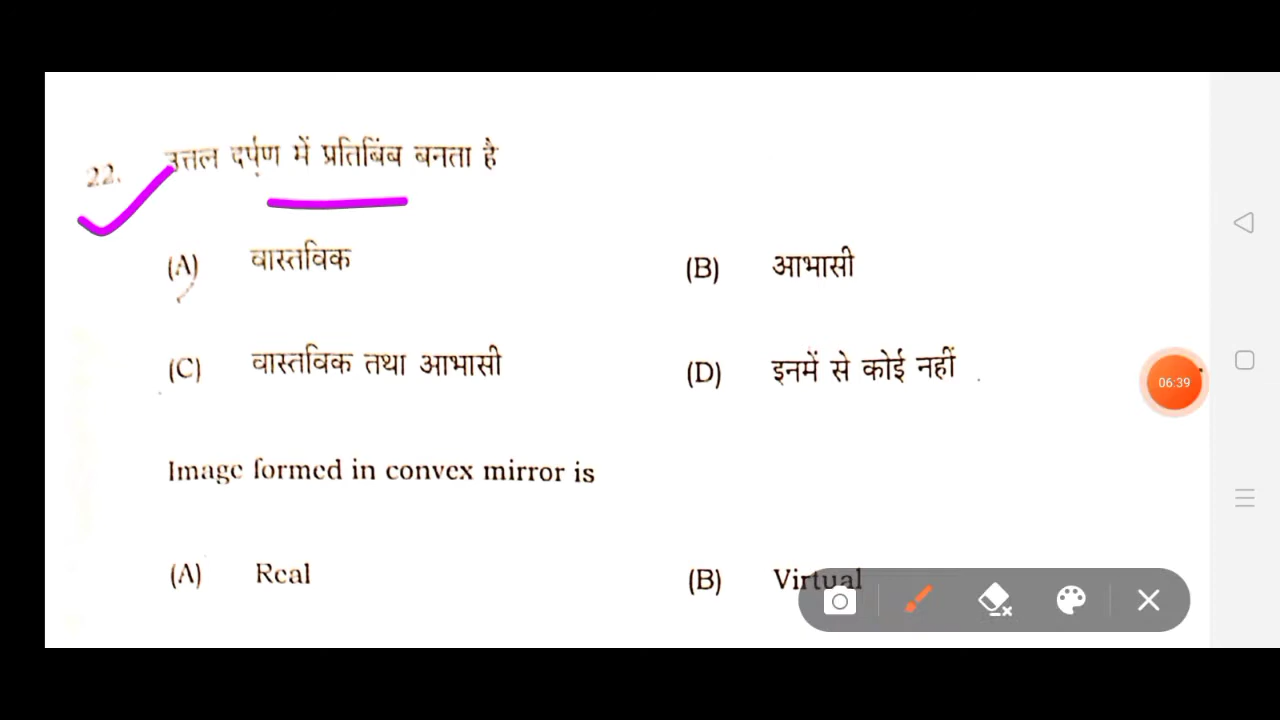 22. उत्तल दर्पण में प्रतिबिंब बनता है
(A) वास्तविक (B) आभासी
(C) वास्तविक तथा आभासी (D) इनमें से कोई नहीं
06:39
Image formed in convex mirror is
(A) Real (B) Virtual